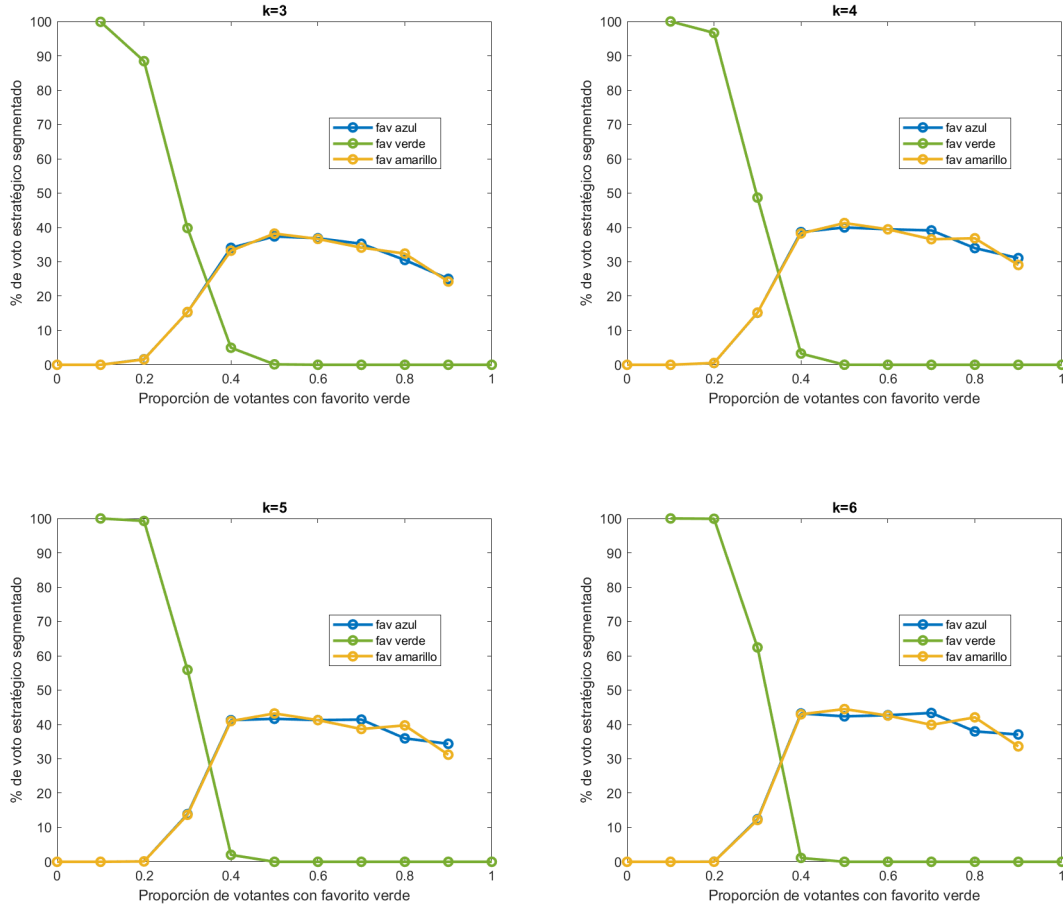 k=3
% de voto estratégico segmentado
100
90
80
70
60
50
40
30
20
10
0
fav azul
fav verde
fav amarillo
0 0.2 0.4 0.6 0.8 1
Proporción de votantes con favorito verde
k=4
% de voto estratégico segmentado
100
90
80
70
60
50
40
30
20
10
0
fav azul
fav verde
fav amarillo
0 0.2 0.4 0.6 0.8 1
Proporción de votantes con favorito verde
k=5
% de voto estratégico segmentado
100
90
80
70
60
50
40
30
20
10
0
fav azul
fav verde
fav amarillo
0 0.2 0.4 0.6 0.8 1
Proporción de votantes con favorito verde
k=6
% de voto estratégico segmentado
100
90
80
70
60
50
40
30
20
10
0
fav azul
fav verde
fav amarillo
0 0.2 0.4 0.6 0.8 1
Proporción de votantes con favorito verde